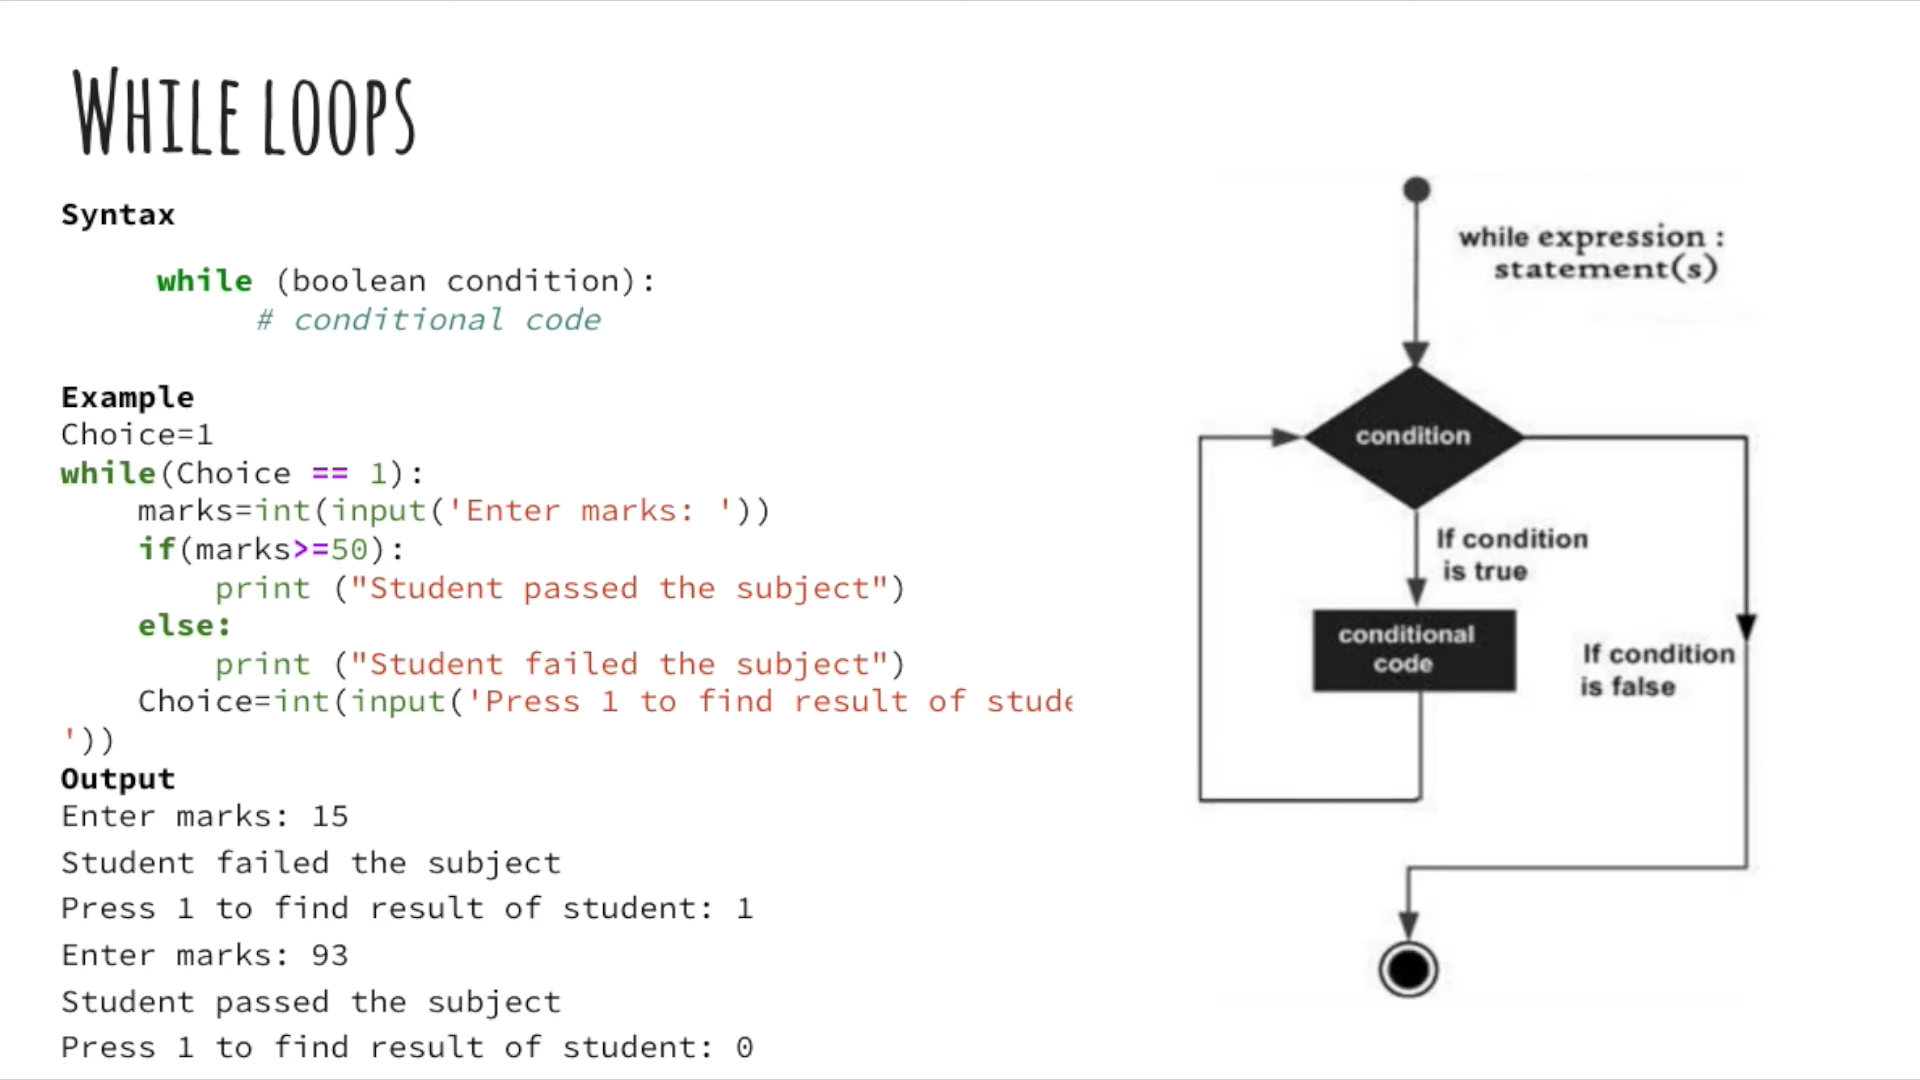 WHILE LOOPS
Syntax
while (boolean condition):
# conditional code
Example
Choice=1
while(Choice == 1):
marks=int(input('Enter marks: '))
if(marks>=50):
print ("Student passed the subject")
else:
print ("Student failed the subject")
Choice=int(input('Press 1 to find result of
'))
Output
Enter marks: 15
Student failed the subject
Press 1 to find result of student: 1
Enter marks: 93
Student passed the subject
Press 1 to find result of student: 0
while expression :
statement(s)
condition
If condition
is true
conditional
code
If condition
is false